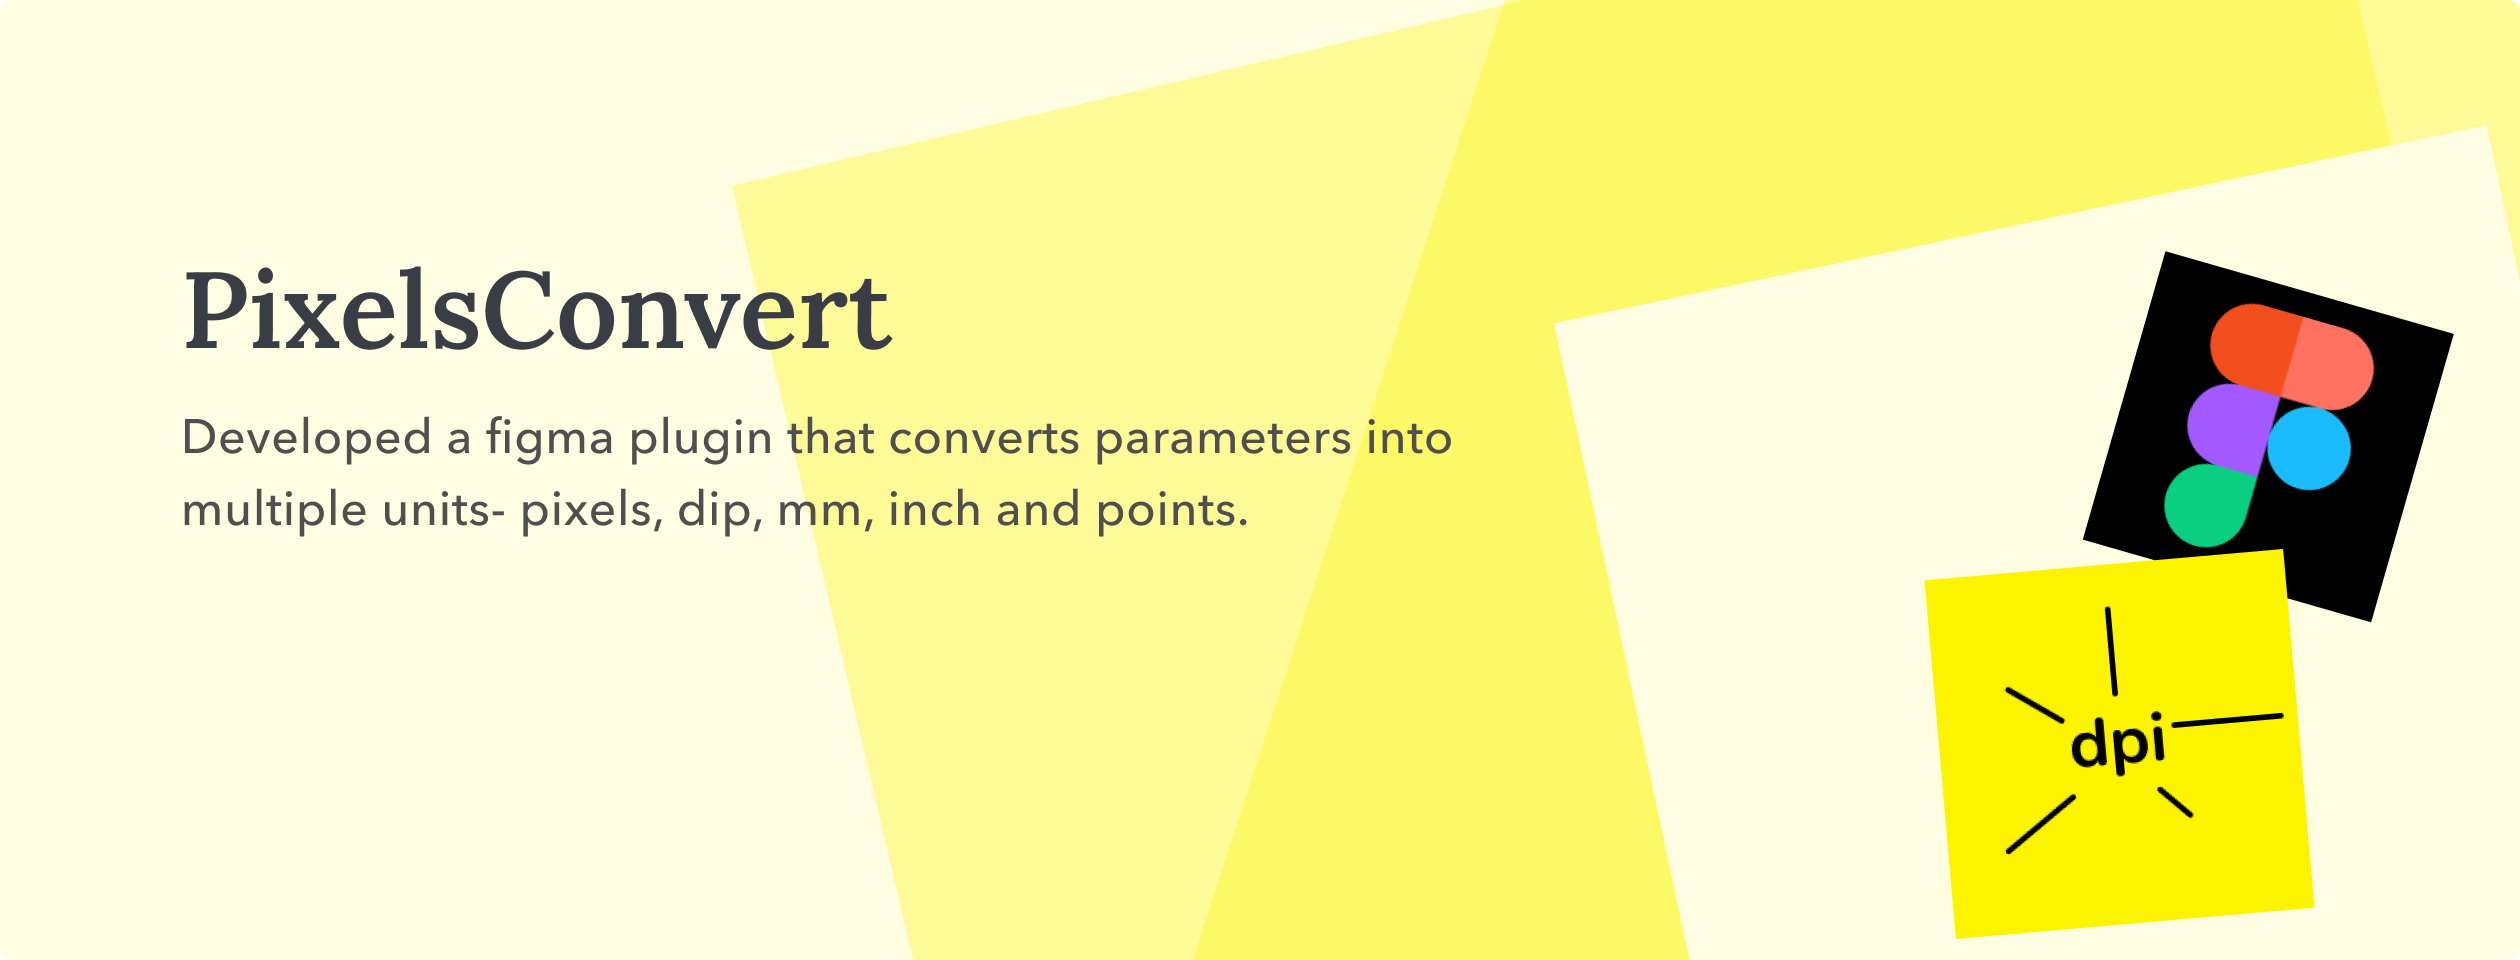 PixelsConvert
Developed a figma plugin that converts parameters into
multiple units- pixels, dip, mm, inch and points.
dpi